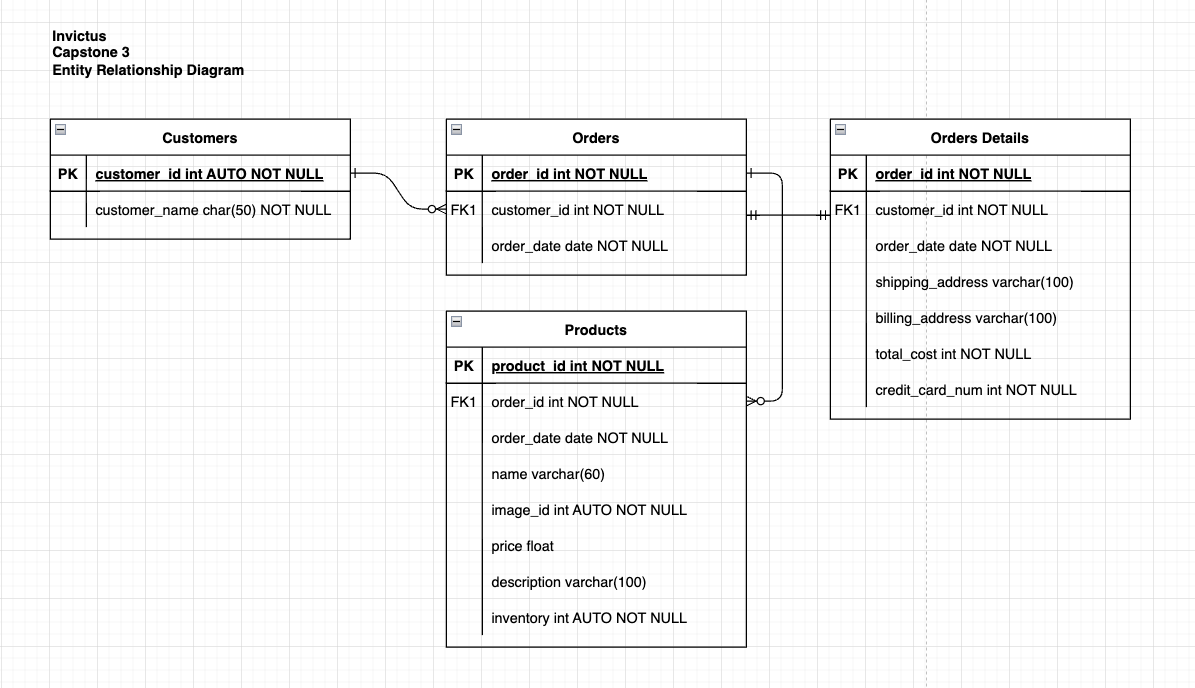 Invictus
Capstone 3
Entity Relationship Diagram
Customers
PK customer_id int AUTO NOT NULL
customer_name char(50) NOT NULL
Orders
PK order_id int NOT NULL
FK1 customer_id int NOT NULL
order_date date NOT NULL
Orders Details
PK order_id int NOT NULL
FK1 customer_id int NOT NULL
order_date date NOT NULL
shipping_address varchar(100)
billing_address varchar(100)
total_cost int NOT NULL
credit_card_num int NOT NULL
Products
PK product_id int NOT NULL
FK1 order_id int NOT NULL
order_date date NOT NULL
name varchar(60)
image_id int AUTO NOT NULL
price float
description varchar(100)
inventory int AUTO NOT NULL